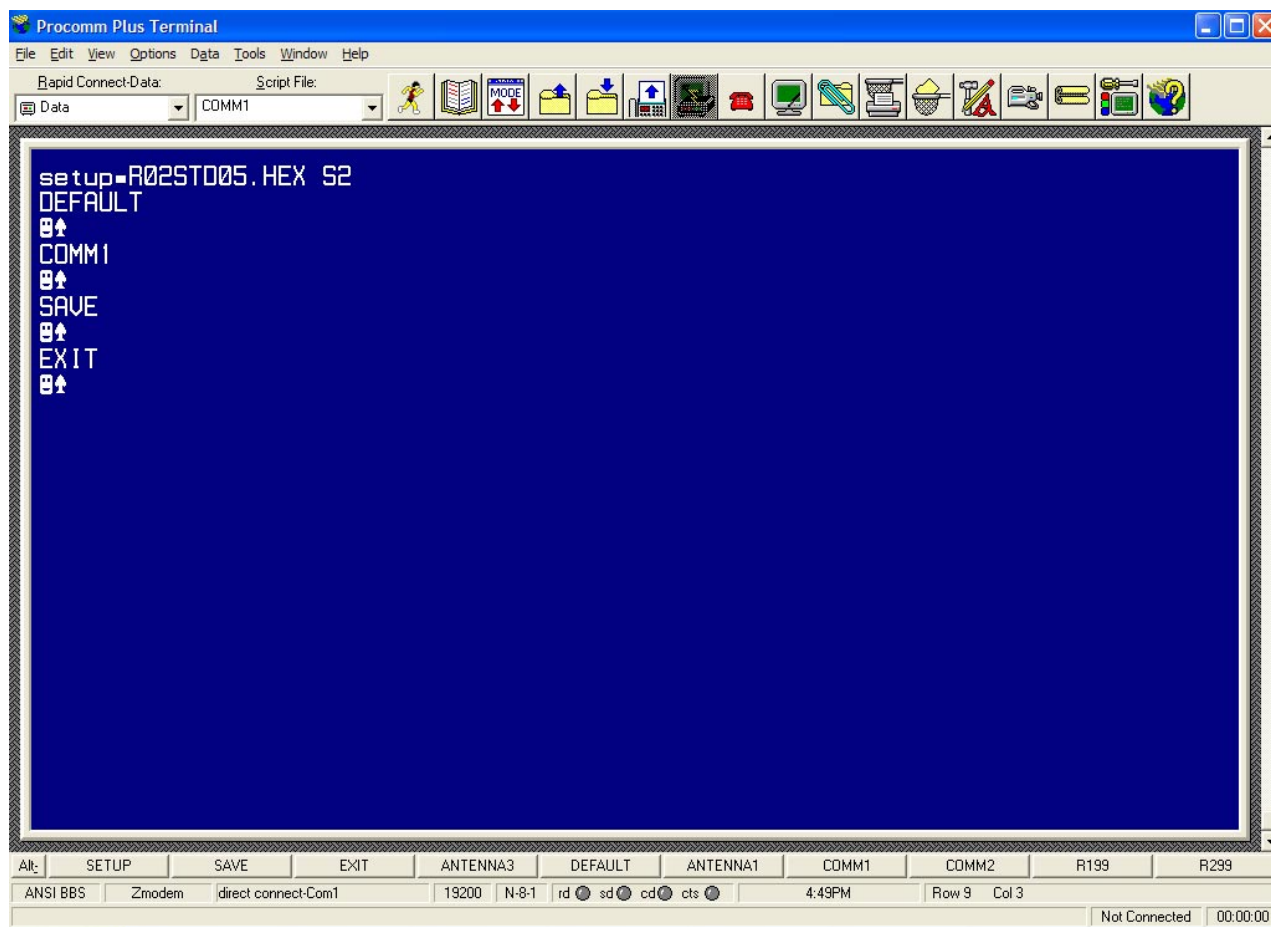 Procomm Plus Terminal
File Edit View Options Data Tools Window Help
Rapid Connect-Data: Script File:
Data COMM1
MODE
setup=R02STD05.HEX S2
DEFAULT
☻♠
COMM1
☻♠
SAVE
☻♠
EXIT
☻♠
Alt: SETUP SAVE EXIT ANTENNA3 DEFAULT ANTENNA1 COMM1 COMM2 R199 R299
ANSI BBS Zmodem direct connect-Com1 19200 N-8-1 rd sd cd cts 4:49PM Row 9 Col 3
Not Connected 00:00:00